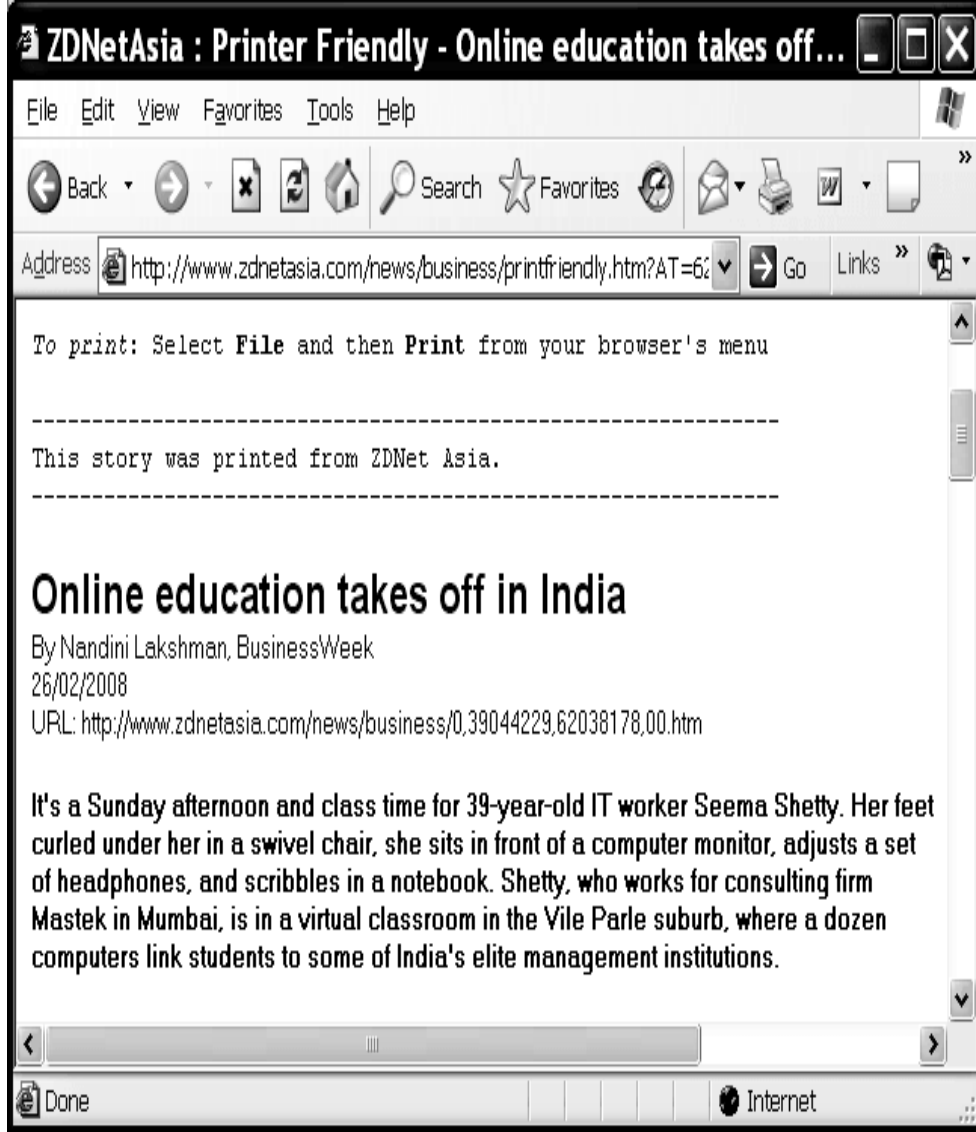 ZDNetAsia : Printer Friendly - Online education takes off...
File Edit View Favorites Tools Help
Back Search Favorites »
Address http://www.zdnetasia.com/news/business/printfriendly.htm?AT=62 Go Links »
To print: Select File and then Print from your browser's menu
---------------------------------------------------------------
This story was printed from ZDNet Asia.
---------------------------------------------------------------
Online education takes off in India
By Nandini Lakshman, BusinessWeek
26/02/2008
URL: http://www.zdnetasia.com/news/business/0,39044229,62038178,00.htm
It's a Sunday afternoon and class time for 39-year-old IT worker Seema Shetty. Her feet
curled under her in a swivel chair, she sits in front of a computer monitor, adjusts a set
of headphones, and scribbles in a notebook. Shetty, who works for consulting firm
Mastek in Mumbai, is in a virtual classroom in the Vile Parle suburb, where a dozen
computers link students to some of India's elite management institutions.
Done Internet